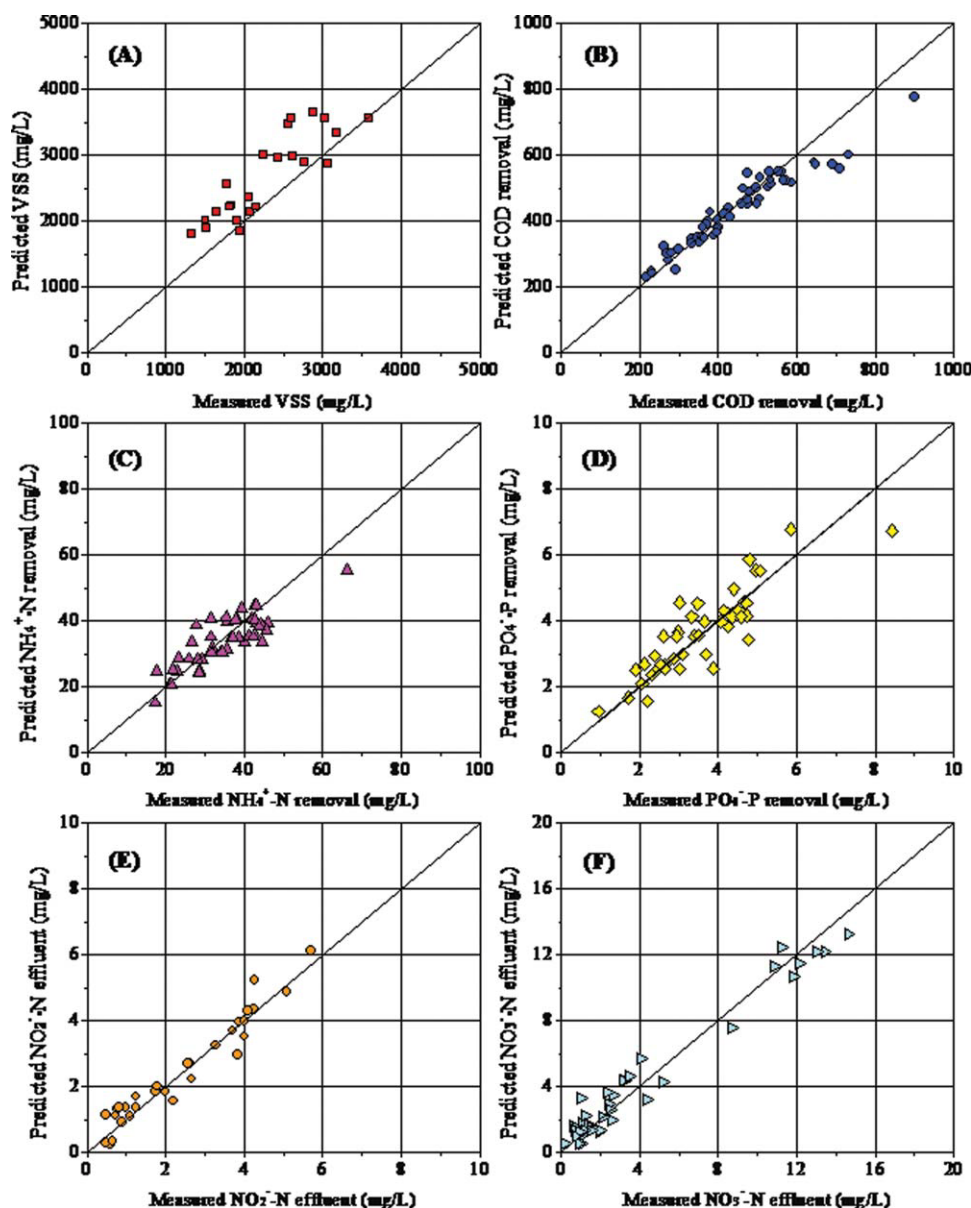 5000
4000
3000
2000
1000
0
(A)
Predicted VSS (mg/L)
0 1000 2000 3000 4000 5000
Measured VSS (mg/L)
1000
800
600
400
200
0
(B)
Predicted COD removal (mg/L)
0 200 400 600 800 1000
Measured COD removal (mg/L)
100
80
60
40
20
0
(C)
Predicted NH₄⁺-N removal (mg/L)
0 20 40 60 80 100
Measured NH₄⁺-N removal (mg/L)
10
8
6
4
2
0
(D)
Predicted PO₄⁻-P removal (mg/L)
0 2 4 6 8 10
Measured PO₄⁻-P removal (mg/L)
10
8
6
4
2
0
(E)
Predicted NO₂⁻-N effluent (mg/L)
0 2 4 6 8 10
Measured NO₂⁻-N effluent (mg/L)
20
16
12
8
4
0
(F)
Predicted NO₃⁻-N effluent (mg/L)
0 4 8 12 16 20
Measured NO₃⁻-N effluent (mg/L)